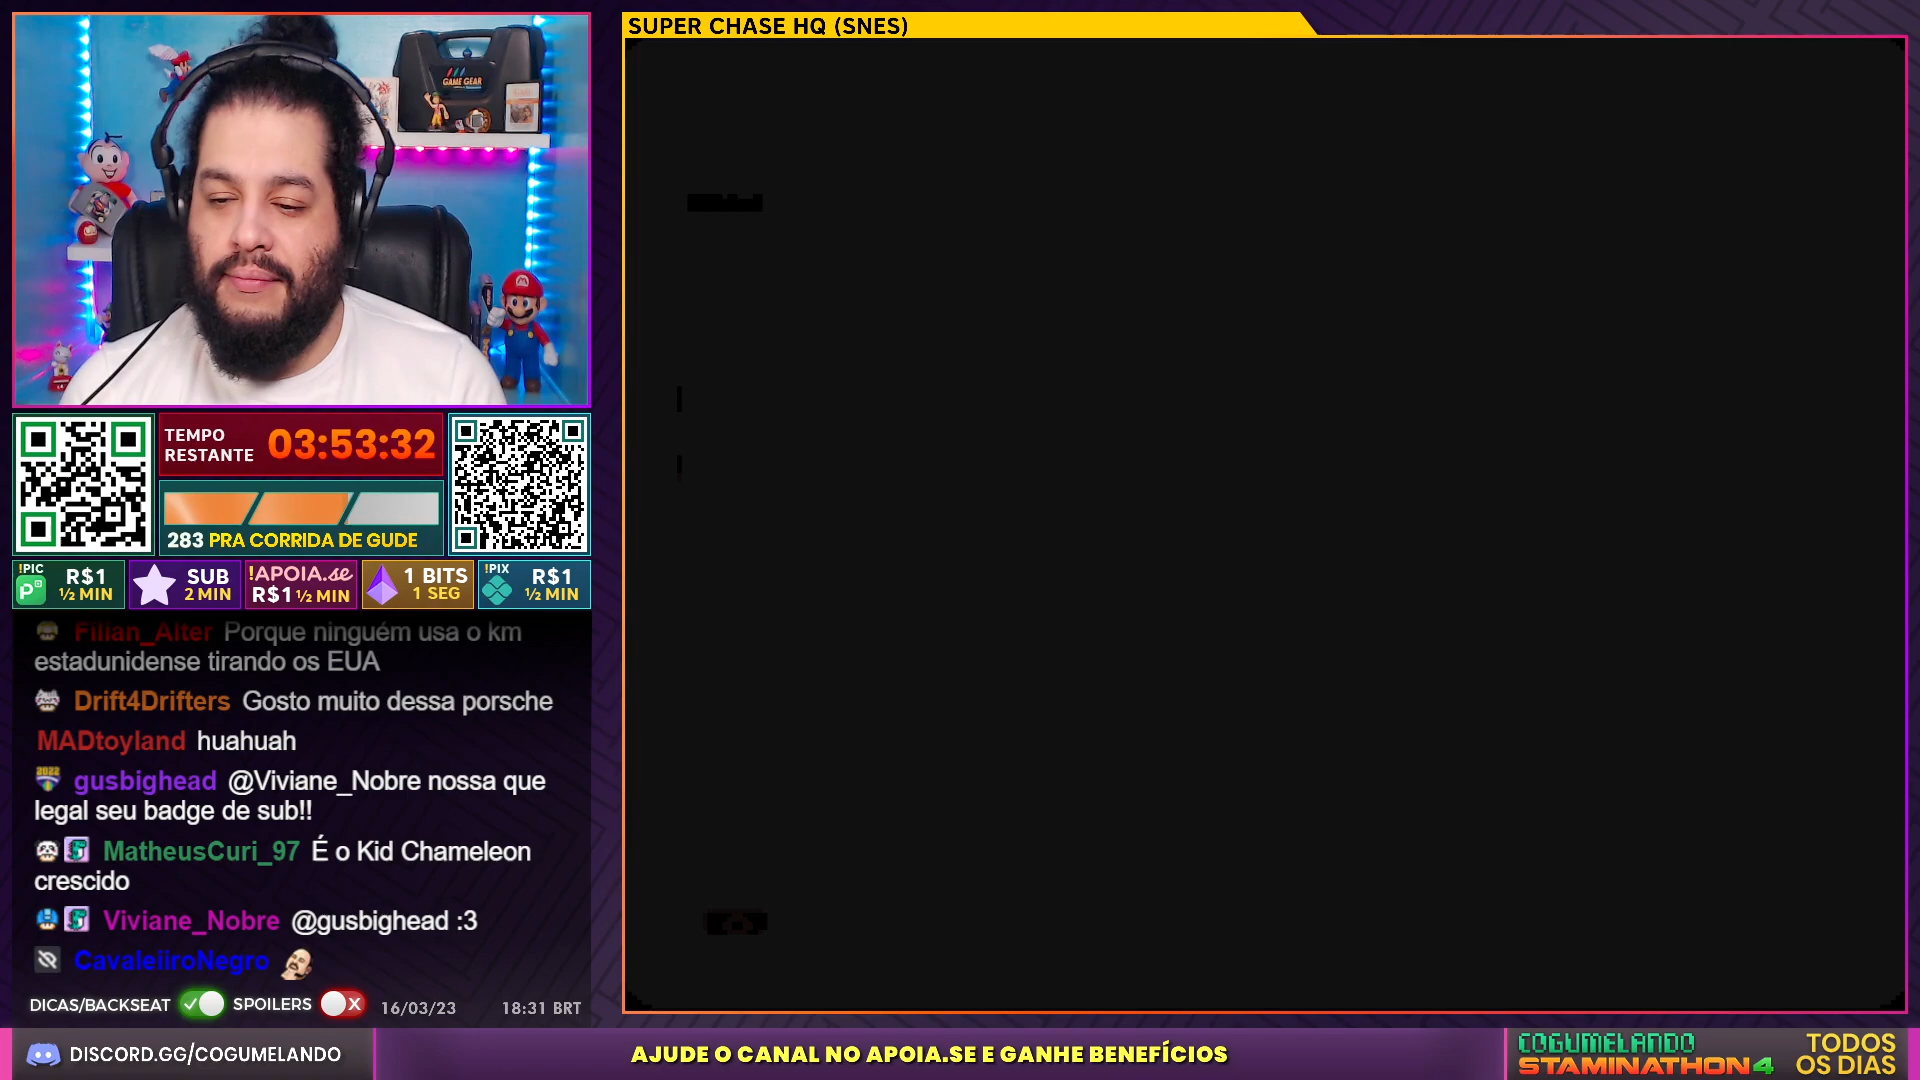 SUPER CHASE HQ (SNES)
GAME GEAR
TEMPO
RESTANTE
03:53:32
283 PRA CORRIDA DE GUDE
!PIC
R$1
½ MIN
SUB
2 MIN
!APOIA.se
R$1 ½ MIN
1 BITS
1 SEG
!PIX
R$1
½ MIN
Filian_Alter Porque ninguém usa o km
estadunidense tirando os EUA
Drift4Drifters Gosto muito dessa porsche
MADtoyland huahuah
gusbighead @Viviane_Nobre nossa que
legal seu badge de sub!!
MatheusCuri_97 É o Kid Chameleon
crescido
Viviane_Nobre @gusbighead :3
CavaleiiroNegro
DICAS/BACKSEAT
SPOILERS
X
16/03/23
18:31 BRT
DISCORD.GG/COGUMELANDO
AJUDE O CANAL NO APOIA.SE E GANHE BENEFÍCIOS
COGUMELANDO
STAMINATHON 4
TODOS
OS DIAS